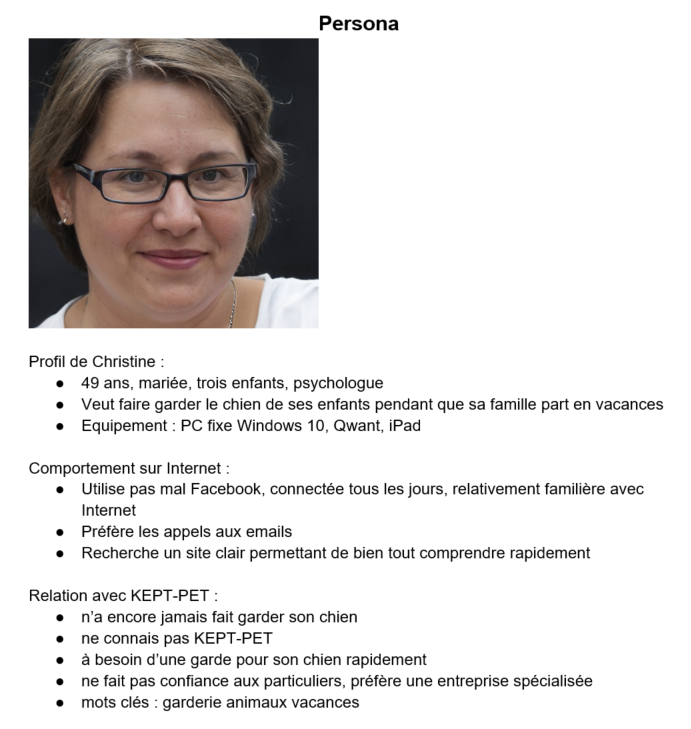 Persona
Profil de Christine :
● 49 ans, mariée, trois enfants, psychologue
● Veut faire garder le chien de ses enfants pendant que sa famille part en vacances
● Equipement : PC fixe Windows 10, Qwant, iPad
Comportement sur Internet :
● Utilise pas mal Facebook, connectée tous les jours, relativement familière avec
Internet
● Préfère les appels aux emails
● Recherche un site clair permettant de bien tout comprendre rapidement
Relation avec KEPT-PET :
● n’a encore jamais fait garder son chien
● ne connais pas KEPT-PET
● à besoin d’une garde pour son chien rapidement
● ne fait pas confiance aux particuliers, préfère une entreprise spécialisée
● mots clés : garderie animaux vacances